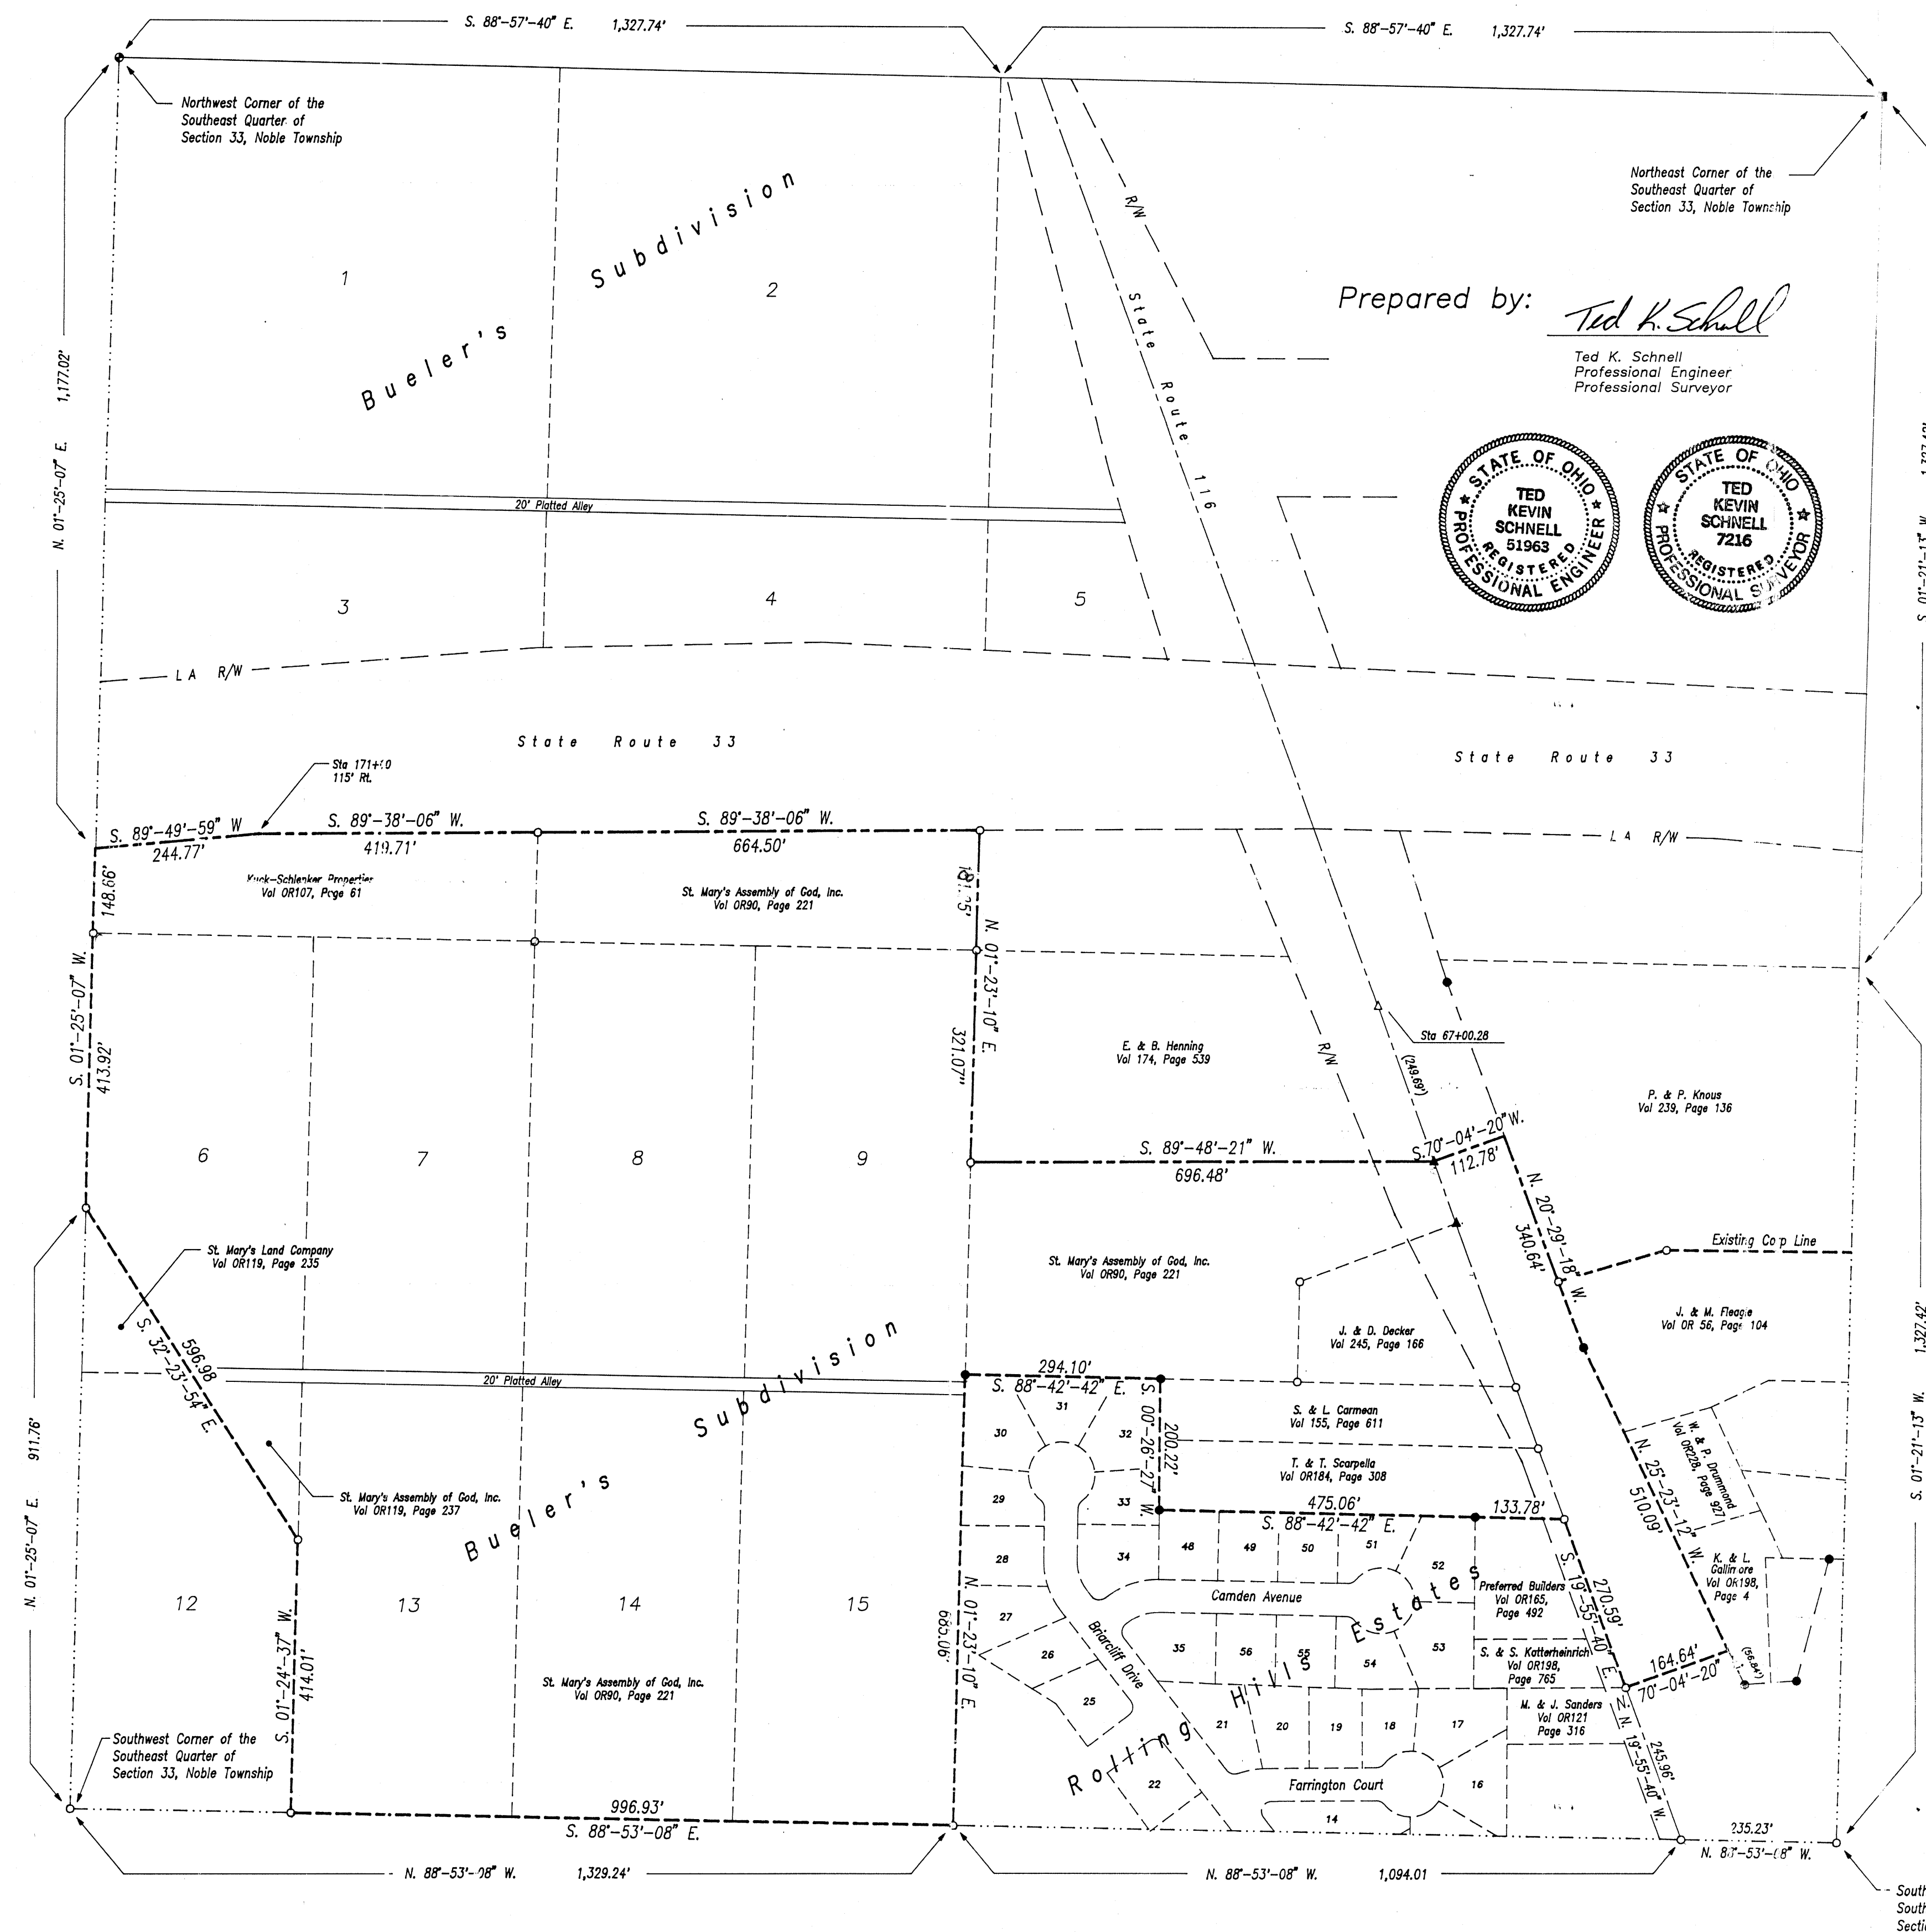 S. 88°-57'-40" E. 1,327.74'
S. 88°-57'-40" E. 1,327.74'
Northwest Corner of the
Southeast Quarter of
Section 33, Noble Township
Northeast Corner of the
Southeast Quarter of
Section 33, Noble Township
N. 01°-25'-07" E. 1,177.02'
Bueler's Subdivision
1
2
R/W
State Route 116
Prepared by:
Ted K. Schnell
Ted K. Schnell
Professional Engineer
Professional Surveyor
STATE OF OHIO
TED
KEVIN
SCHNELL
51963
REGISTERED
PROFESSIONAL ENGINEER
STATE OF OHIO
TED
KEVIN
SCHNELL
7216
REGISTERED
PROFESSIONAL SURVEYOR
20' Platted Alley
3
4
5
LA R/W
State Route 33
State Route 33
115' Rt.
S. 89°-49'-59" W
244.77'
S. 89°-38'-06" W.
419.71'
S. 89°-38'-06" W.
664.50'
LA R/W
148.66'
Kuck-Schlenker Properties
Vol OR107, Page 61
St. Mary's Assembly of God, Inc.
Vol OR90, Page 221
N. 01°-23'-10" E.
321.07"
S. 01°-25'-07" W.
413.92'
E. & B. Henning
Vol 174, Page 539
R/W
Sta 67+00.28
(249.69')
P. & P. Knous
Vol 239, Page 136
6
7
8
9
S. 89°-48'-21" W.
696.48'
S. 70°-04'-20" W.
112.78'
N. 20°-29'-18" W.
340.64'
Existing Corp Line
St. Mary's Land Company
Vol OR119, Page 235
St. Mary's Assembly of God, Inc.
Vol OR90, Page 221
J. & D. Decker
Vol 245, Page 166
J. & M. Fleagle
Vol OR 56, Page 104
596.98
S. 32°-23'-54" E.
20' Platted Alley
Bueler's Subdivision
294.10'
S. 88°-42'-42" E.
S. 00°-26'-27" W.
200.22'
S. & L. Carmean
Vol 155, Page 611
T. & T. Scarpella
Vol OR184, Page 308
475.06'
S. 88°-42'-42" E.
133.78'
N. 25°-23'-12" W.
510.09'
W. & P. Drummond
Vol OR228, Page 927
K. & L.
Gallimore
Vol OR198,
Page 4
N. 01°-25'-07" E. 911.76'
S. 01°-21'-13" W. 1,327.42'
St. Mary's Assembly of God, Inc.
Vol OR119, Page 237
31
30
32
29
33
28
34
48
49
50
51
52
Camden Avenue
Preferred Builders
Vol OR165,
Page 492
S. 19°-55'-40" E.
270.59'
12
13
14
15
27
26
25
35
56
55
54
53
Briarcliff Drive
Rolling Hills Estates
S. & S. Katterheinrich
Vol OR198,
Page 765
164.64'
N. 70°-04'-20"
(56.84')
S. 01°-24'-37" W.
414.01'
St. Mary's Assembly of God, Inc.
Vol OR90, Page 221
N. 01°-23'-10" E.
685.06'
21
20
19
18
17
M. & J. Sanders
Vol OR121
Page 316
N. 19°-55'-40" W.
245.96'
Southwest Corner of the
Southeast Quarter of
Section 33, Noble Township
22
Farrington Court
16
14
996.93'
S. 88°-53'-08" E.
235.23'
N. 88°-53'-08" W.
N. 88°-53'-08" W. 1,329.24'
N. 88°-53'-08" W. 1,094.01